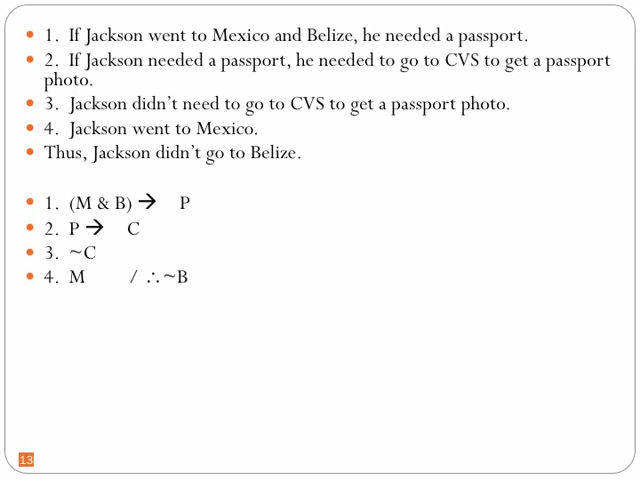 • 1. If Jackson went to Mexico and Belize, he needed a passport.
• 2. If Jackson needed a passport, he needed to go to CVS to get a passport
photo.
• 3. Jackson didn’t need to go to CVS to get a passport photo.
• 4. Jackson went to Mexico.
• Thus, Jackson didn’t go to Belize.
• 1. (M & B) → P
• 2. P → C
• 3. ~C
• 4. M / ∴ ~B
13